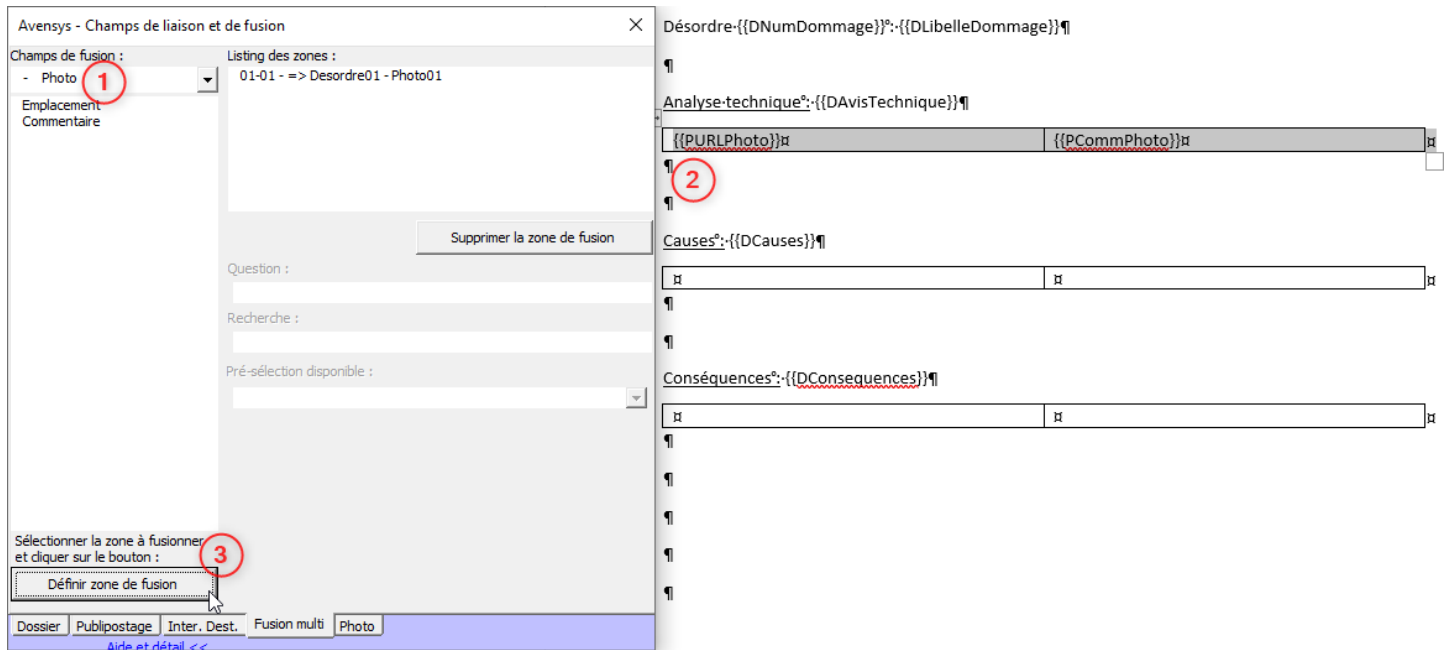 Avensys - Champs de liaison et de fusion
Champs de fusion :
- Photo
1
Emplacement
Commentaire
Listing des zones :
01-01 - => Desordre01 - Photo01
Supprimer la zone de fusion
Question :
Recherche :
Pré-sélection disponible :
Sélectionner la zone à fusionner
et cliquer sur le bouton :
3
Définir zone de fusion
Dossier Publipostage Inter. Dest. Fusion multi Photo
Aide et détail <<
Désordre·{{DNumDommage}}°:·{{DLibelleDommage}}¶
¶
Analyse·technique°:·{{DAvisTechnique}}¶
{{PURLPhoto}}¤ {{PCommPhoto}}¤ ¤
¶
2
¶
Causes°:·{{DCauses}}¶
¤ ¤ ¤
¶
¶
Conséquences°:·{{DConsequences}}¶
¤ ¤ ¤
¶
¶
¶
¶
¶